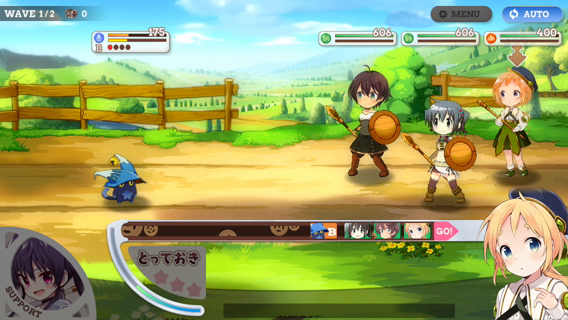 WAVE 1/2 0
MENU
AUTO
175
B
606
606
400
B
GO!
とっておき
SUPPORT